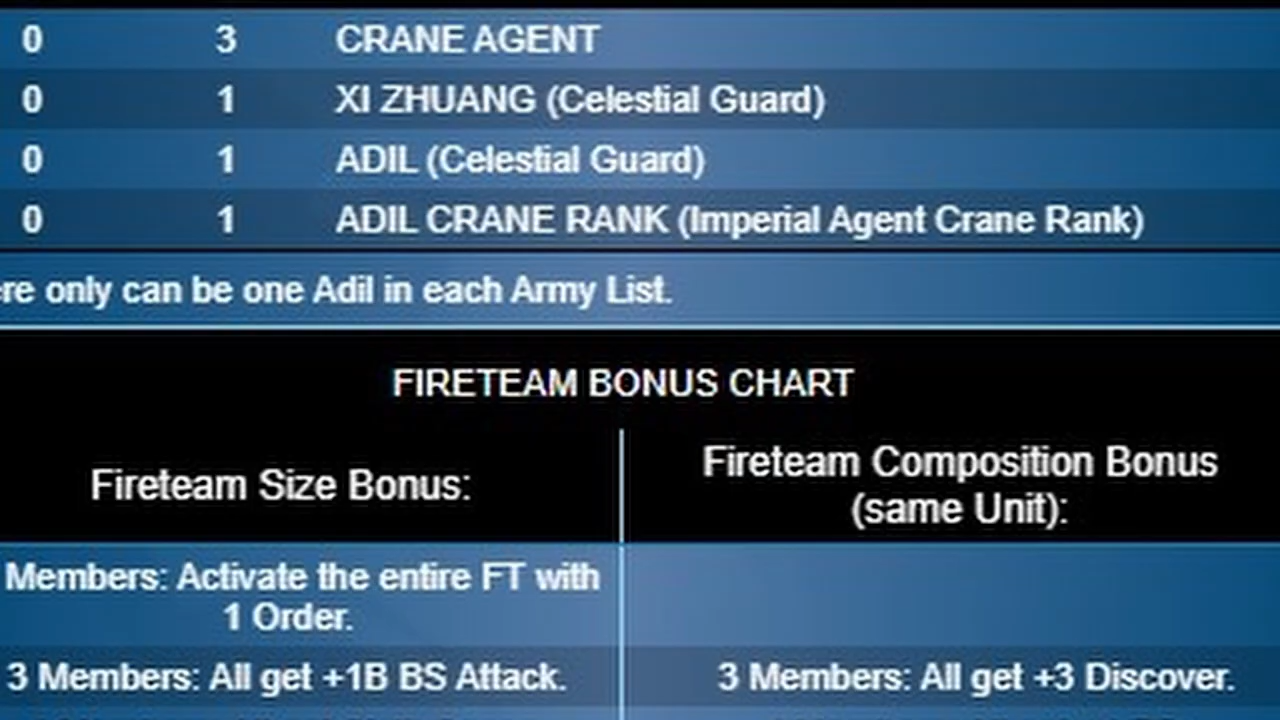 0 3 CRANE AGENT
0 1 XI ZHUANG (Celestial Guard)
0 1 ADIL (Celestial Guard)
0 1 ADIL CRANE RANK (Imperial Agent Crane Rank)
only can be one Adil in each Army List.
FIRETEAM BONUS CHART
Fireteam Size Bonus:
Fireteam Composition Bonus
(same Unit):
Members: Activate the entire FT with
1 Order.
3 Members: All get +1B BS Attack.
3 Members: All get +3 Discover.